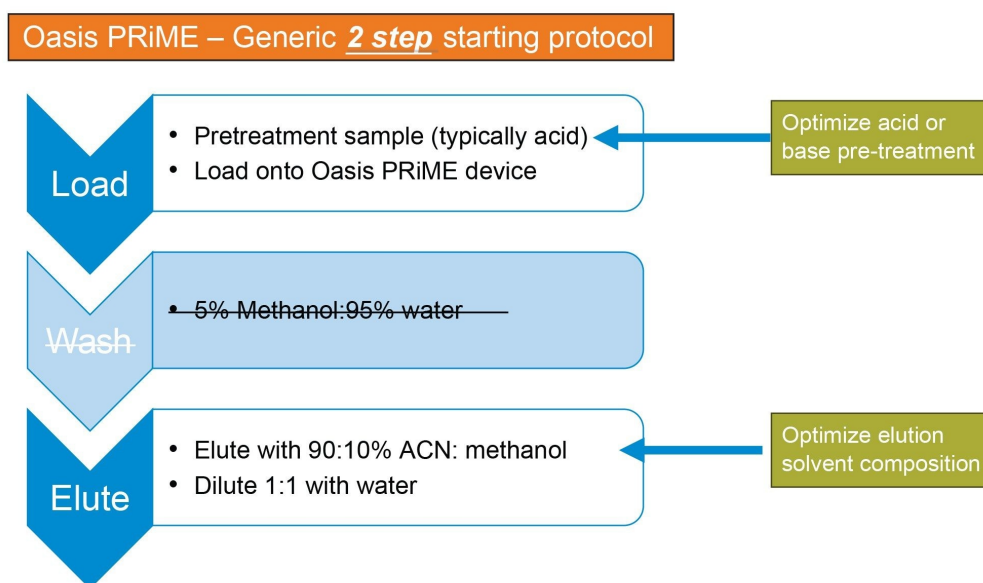 Oasis PRiME – Generic 2 step starting protocol
Load
• Pretreatment sample (typically acid)
• Load onto Oasis PRiME device
Optimize acid or
base pre-treatment
Wash
• 5% Methanol:95% water
Elute
• Elute with 90:10% ACN: methanol
• Dilute 1:1 with water
Optimize elution
solvent composition